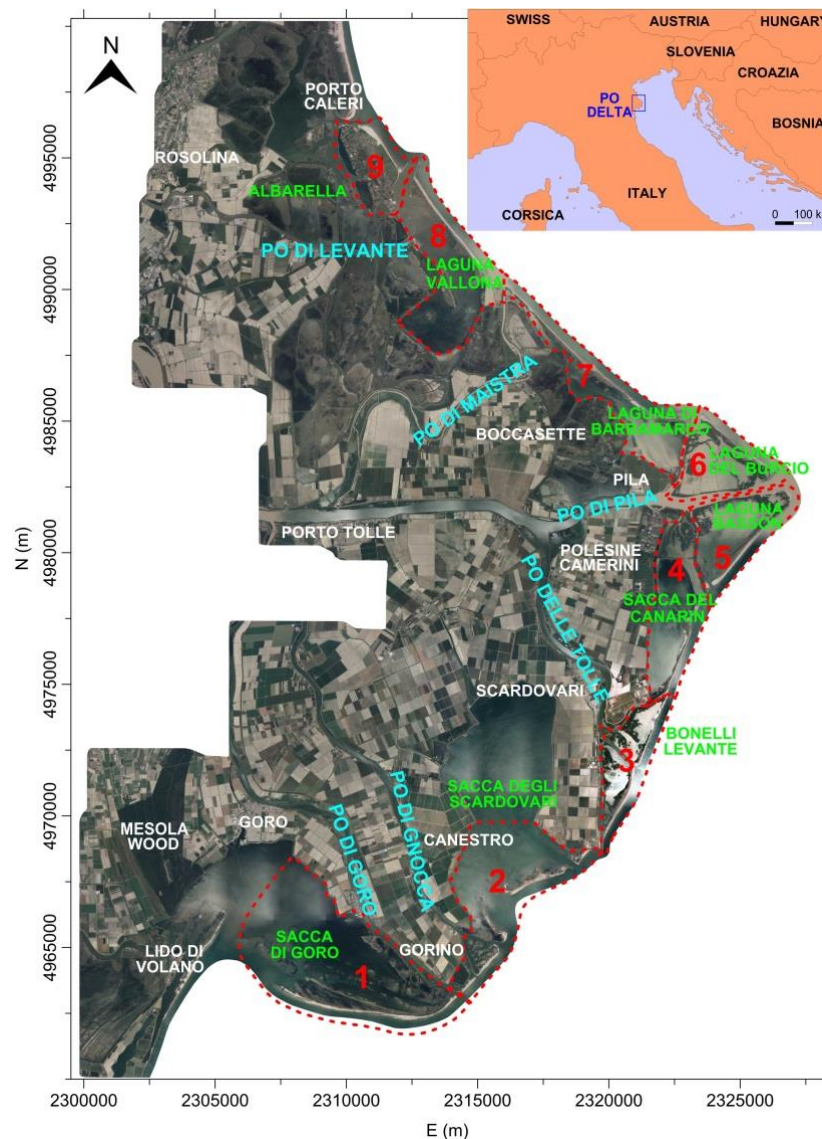 N
SWISS
AUSTRIA
HUNGARY
SLOVENIA
CROAZIA
BOSNIA
PO
DELTA
ITALY
CORSICA
0 100 k
PORTO
CALERI
ROSOLINA
9
ALBARELLA
8
PO DI LEVANTE
LAGUNA
VALLONA
7
PO DI MAISTRA
LAGUNA DI
BARBAMARCO
BOCCASETTE
6
LAGUNA
DEL BURCIO
PILA
PO DI PILA
LAGUNA
BASSON
PORTO TOLLE
POLESINE
CAMERINI
5
4
SACCA DEL
CANARIN
PO DELLE TOLLE
SCARDOVARI
BONELLI
LEVANTE
3
SACCA DEGLI
SCARDOVARI
MESOLA
WOOD
GORO
PO DI GORO
PO DI GNOCCA
CANESTRO
2
LIDO DI
VOLANO
SACCA
DI GORO
GORINO
1
N (m)
4995000
4990000
4985000
4980000
4975000
4970000
4965000
2300000 2305000 2310000 2315000 2320000 2325000
E (m)